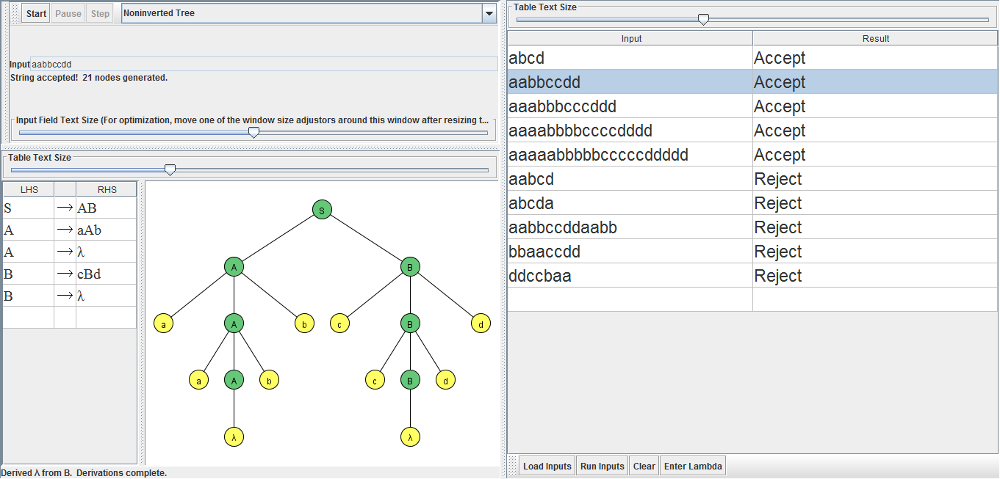 Start Pause Step Noninverted Tree
Input aabbccdd
String accepted! 21 nodes generated.
Input Field Text Size (For optimization, move one of the window size adjustors around this window after resizing t...
Table Text Size
LHS RHS
S → AB
A → aAb
A → λ
B → cBd
B → λ
S
A B
a A b c B d
a A b c B d
λ λ
Derived λ from B. Derivations complete.
Table Text Size
Input Result
abcd Accept
aabbccdd Accept
aaabbbcccddd Accept
aaaabbbbccccdddd Accept
aaaaabbbbbcccccddddd Accept
aabcd Reject
abcda Reject
aabbccddaabb Reject
bbaaccdd Reject
ddccbaa Reject
Load Inputs Run Inputs Clear Enter Lambda